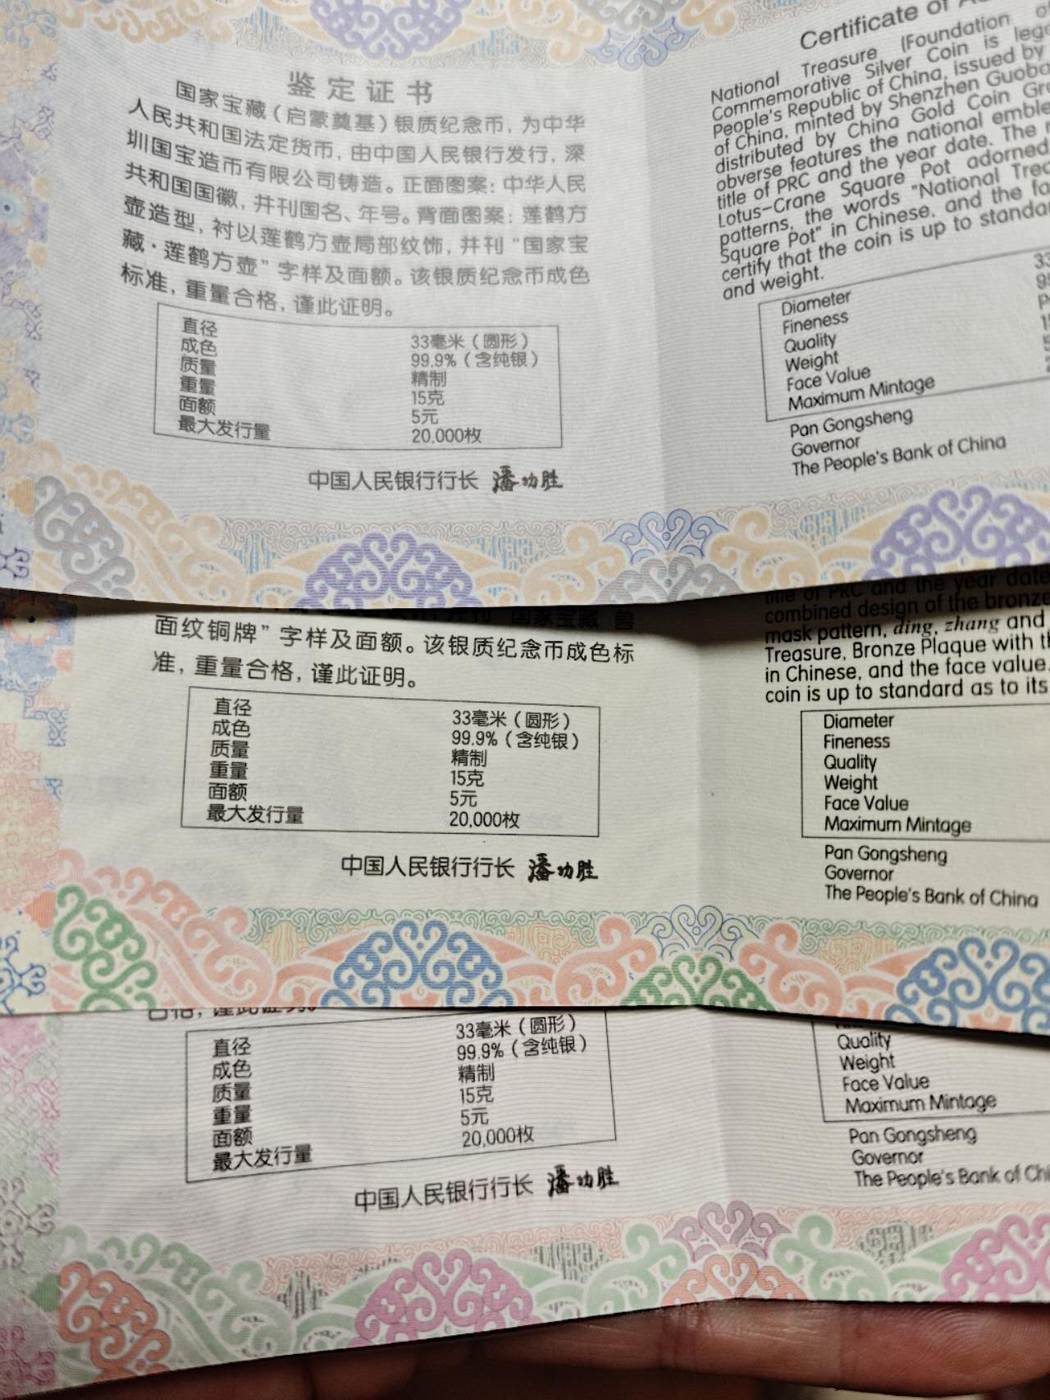 鉴定证书
国家宝藏（启蒙奠基）银质纪念币，为中华
人民共和国法定货币，由中国人民银行发行，深
圳国宝造币有限公司铸造。正面图案：中华人民
共和国国徽，并刊国名、年号。背面图案：莲鹤方
壶造型，衬以莲鹤方壶局部纹饰，并刊“国家宝
藏·莲鹤方壶”字样及面额。该银质纪念币成色
标准，重量合格，谨此证明。
直径 33毫米（圆形）
成色 99.9%（含纯银）
质量 精制
重量 15克
面额 5元
最大发行量 20,000枚
中国人民银行行长 潘功胜
Certificate of
National Treasure (Foundation
Commemorative Silver Coin is
People's Republic of China, issued by
of China, minted by Shenzhen
distributed by China Gold Coin
obverse features the national
title of PRC and the year date. The
Lotus-Crane Square Pot adorned
patterns, the words "National
Square Pot" in Chinese, and the
certify that the coin is up to
and weight.
Diameter
Fineness
Quality
Weight
Face Value
Maximum Mintage
Pan Gongsheng
Governor
The People's Bank of China
面纹铜牌”字样及面额。该银质纪念币成色标
准，重量合格，谨此证明。
直径 33毫米（圆形）
成色 99.9%（含纯银）
质量 精制
重量 15克
面额 5元
最大发行量 20,000枚
中国人民银行行长 潘功胜
title of PRC and the year date
combined design of the bronze
mask pattern, ding, zhang and
Treasure, Bronze Plaque with
in Chinese, and the face value.
coin is up to standard as to its
Diameter
Fineness
Quality
Weight
Face Value
Maximum Mintage
Pan Gongsheng
Governor
The People's Bank of China
直径 33毫米（圆形）
成色 99.9%（含纯银）
质量 精制
重量 15克
面额 5元
最大发行量 20,000枚
中国人民银行行长 潘功胜
Quality
Weight
Face Value
Maximum Mintage
Pan Gongsheng
Governor
The People's Bank of